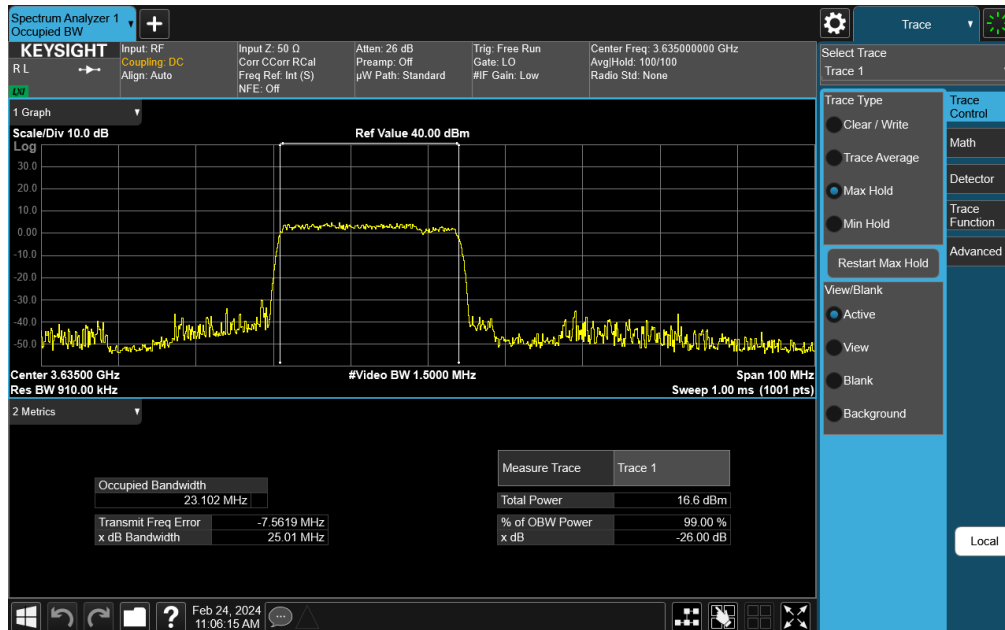 Spectrum Analyzer 1
Occupied BW
Trace
KEYSIGHT
R L
LXI
Input: RF
Coupling: DC
Align: Auto
Input Z: 50 Ω
Corr CCorr RCal
Freq Ref: Int (S)
NFE: Off
Atten: 26 dB
Preamp: Off
µW Path: Standard
Trig: Free Run
Gate: LO
#IF Gain: Low
Center Freq: 3.635000000 GHz
Avg|Hold: 100/100
Radio Std: None
Select Trace
Trace 1
1 Graph
Scale/Div 10.0 dB
Ref Value 40.00 dBm
Log
30.0
20.0
10.0
0.00
-10.0
-20.0
-30.0
-40.0
-50.0
Center 3.63500 GHz
#Video BW 1.5000 MHz
Span 100 MHz
Res BW 910.00 kHz
Sweep 1.00 ms (1001 pts)
2 Metrics
Occupied Bandwidth
23.102 MHz
Transmit Freq Error -7.5619 MHz
x dB Bandwidth 25.01 MHz
Measure Trace Trace 1
Total Power 16.6 dBm
% of OBW Power 99.00 %
x dB -26.00 dB
Trace Type
Clear / Write
Trace Average
Max Hold
Min Hold
Restart Max Hold
View/Blank
Active
View
Blank
Background
Trace
Control
Math
Detector
Trace
Function
Advanced
Local
?
Feb 24, 2024
11:06:15 AM